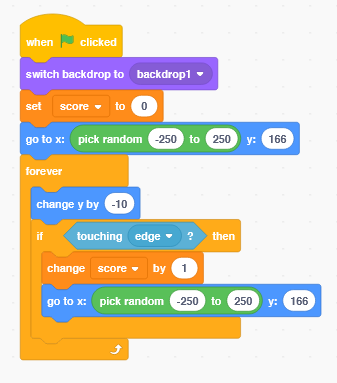 when clicked
switch backdrop to backdrop1
set score to 0
go to x: pick random -250 to 250 y: 166
forever
change y by -10
if touching edge ? then
change score by 1
go to x: pick random -250 to 250 y: 166